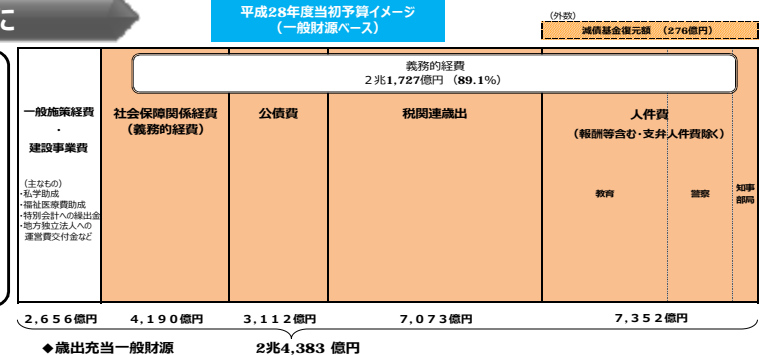 に
平成28年度当初予算イメージ
（一般財源ベース）
（外数）
減債基金復元額　（276億円）
義務的経費
２兆1,727億円 （89.1％）
一般施策経費
・
建設事業費
（主なもの）
・私学助成
・福祉医療費助成
・特別会計への繰出金
・地方独立法人への
運営費交付金など
社会保障関係経費
（義務的経費）
公債費
税関連歳出
人件費
（報酬等含む・支弁人件費除く）
教育
警察
知事
部局
２,６５６億円
４,１９０億円
３,１１２億円
７,０７３億円
７,３５２億円
◆歳出充当一般財源
2兆4,383 億円